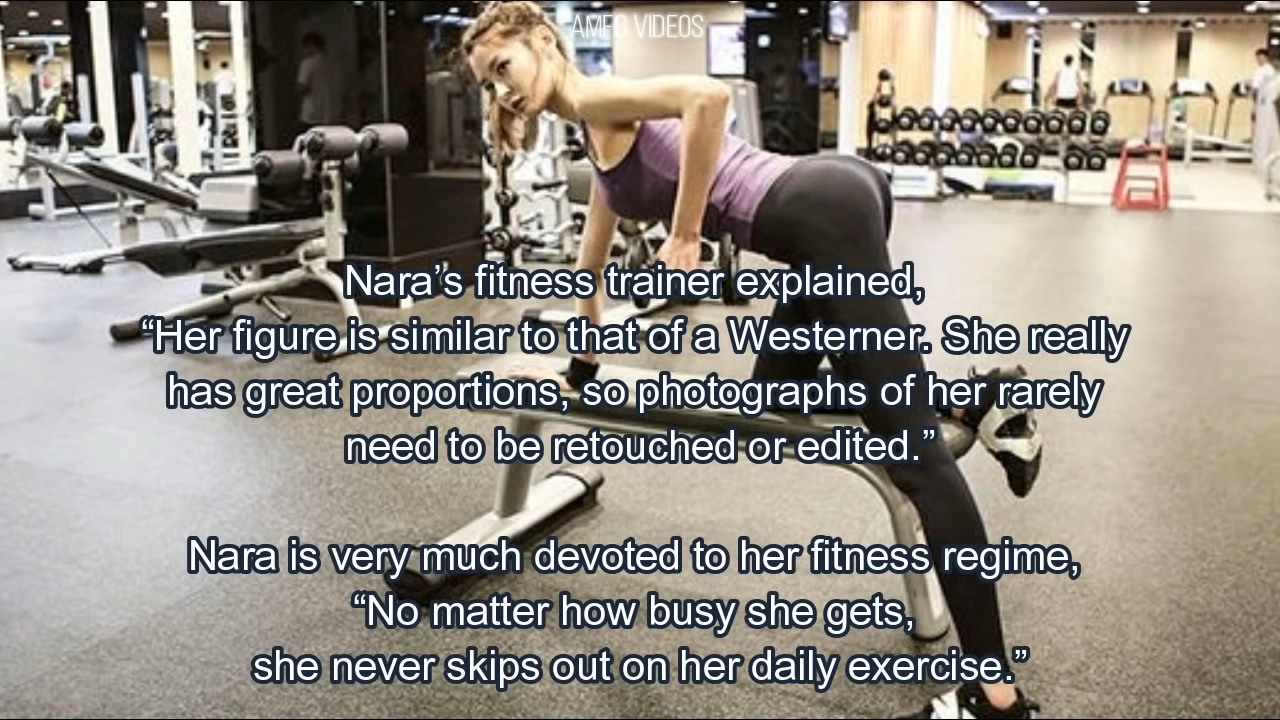 AMFC VIDEOS
Nara’s fitness trainer explained,
“Her figure is similar to that of a Westerner. She really
has great proportions, so photographs of her rarely
need to be retouched or edited.”
Nara is very much devoted to her fitness regime,
“No matter how busy she gets,
she never skips out on her daily exercise.”